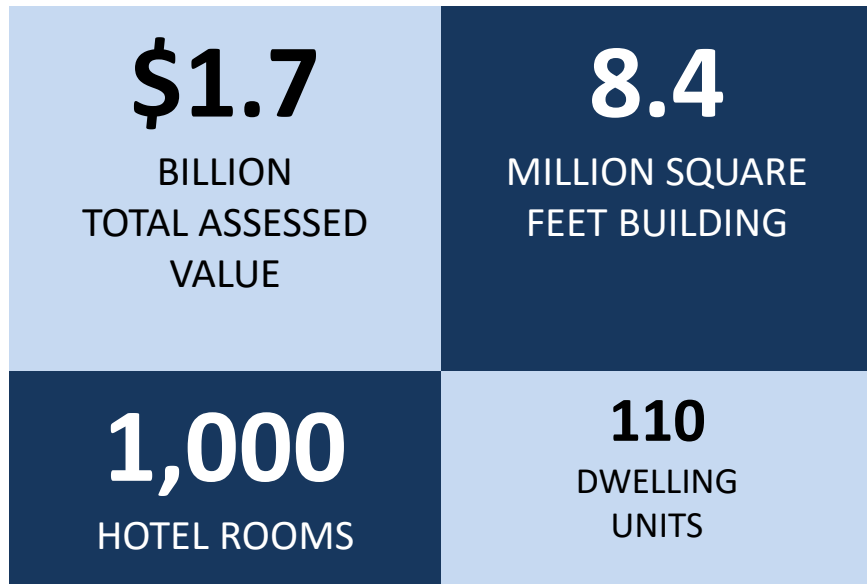 $1.7
BILLION
TOTAL ASSESSED
VALUE
8.4
MILLION SQUARE
FEET BUILDING
1,000
HOTEL ROOMS
110
DWELLING
UNITS